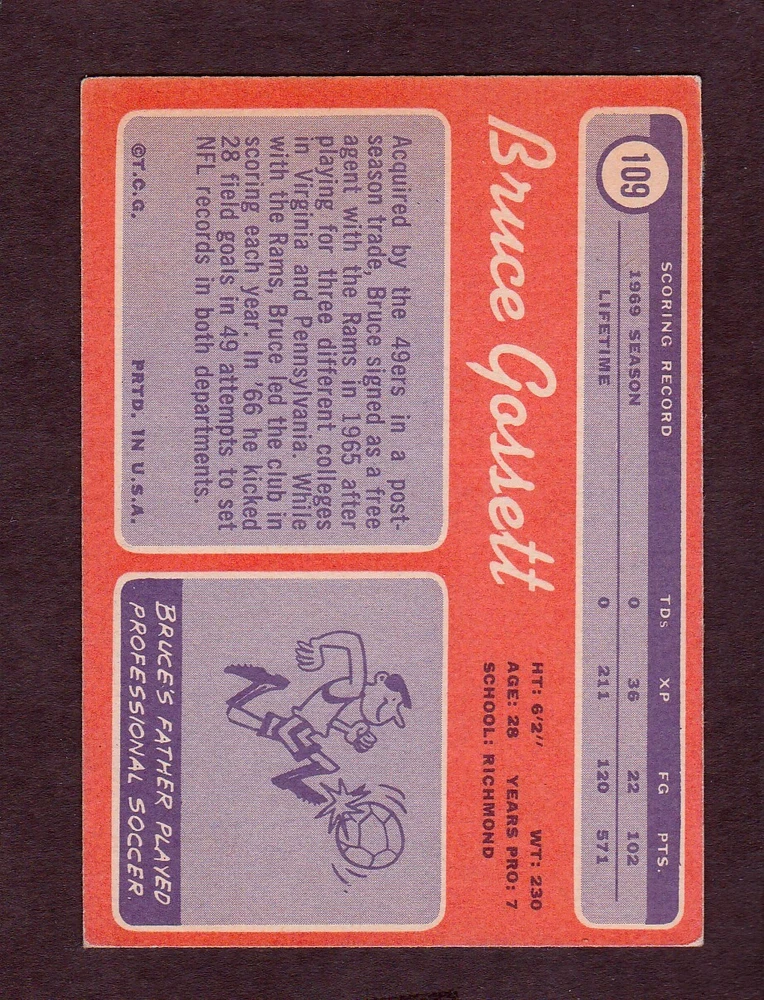 109
SCORING RECORD TDs XP FG PTS.
1969 SEASON 0 36 22 102
LIFETIME 0 211 120 571
Bruce Gossett
HT: 6'2" WT: 230
AGE: 28 YEARS PRO: 7
SCHOOL: RICHMOND
Acquired by the 49ers in a post-
season trade, Bruce signed as a free
agent with the Rams in 1965 after
playing for three different colleges
in Virginia and Pennsylvania. While
with the Rams, Bruce led the club in
scoring each year. In '66 he kicked
28 field goals in 49 attempts to set
NFL records in both departments.
©T.C.G. PRTD. IN U.S.A.
BRUCE'S FATHER PLAYED
PROFESSIONAL SOCCER